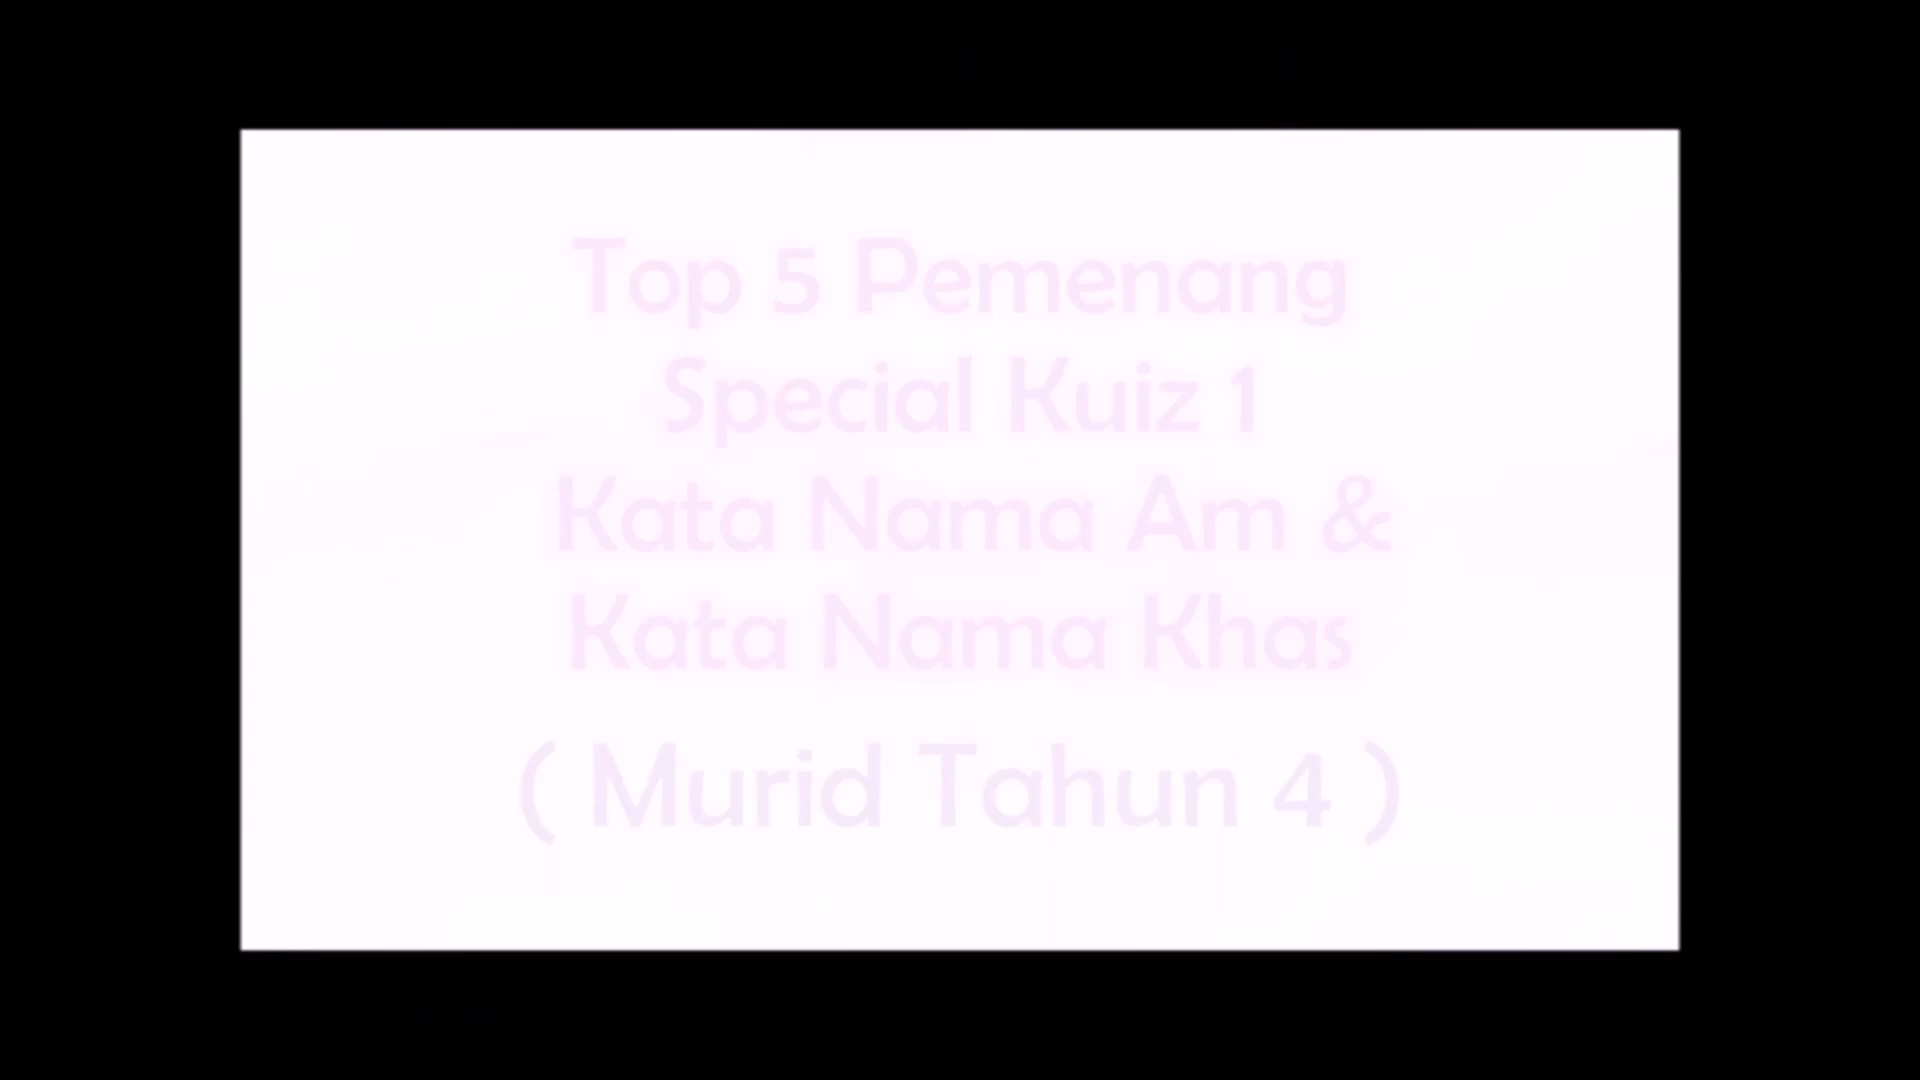 Top 5 Pemenang
Special Kuiz 1
Kata Nama Am &
Kata Nama Khas
( Murid Tahun 4 )